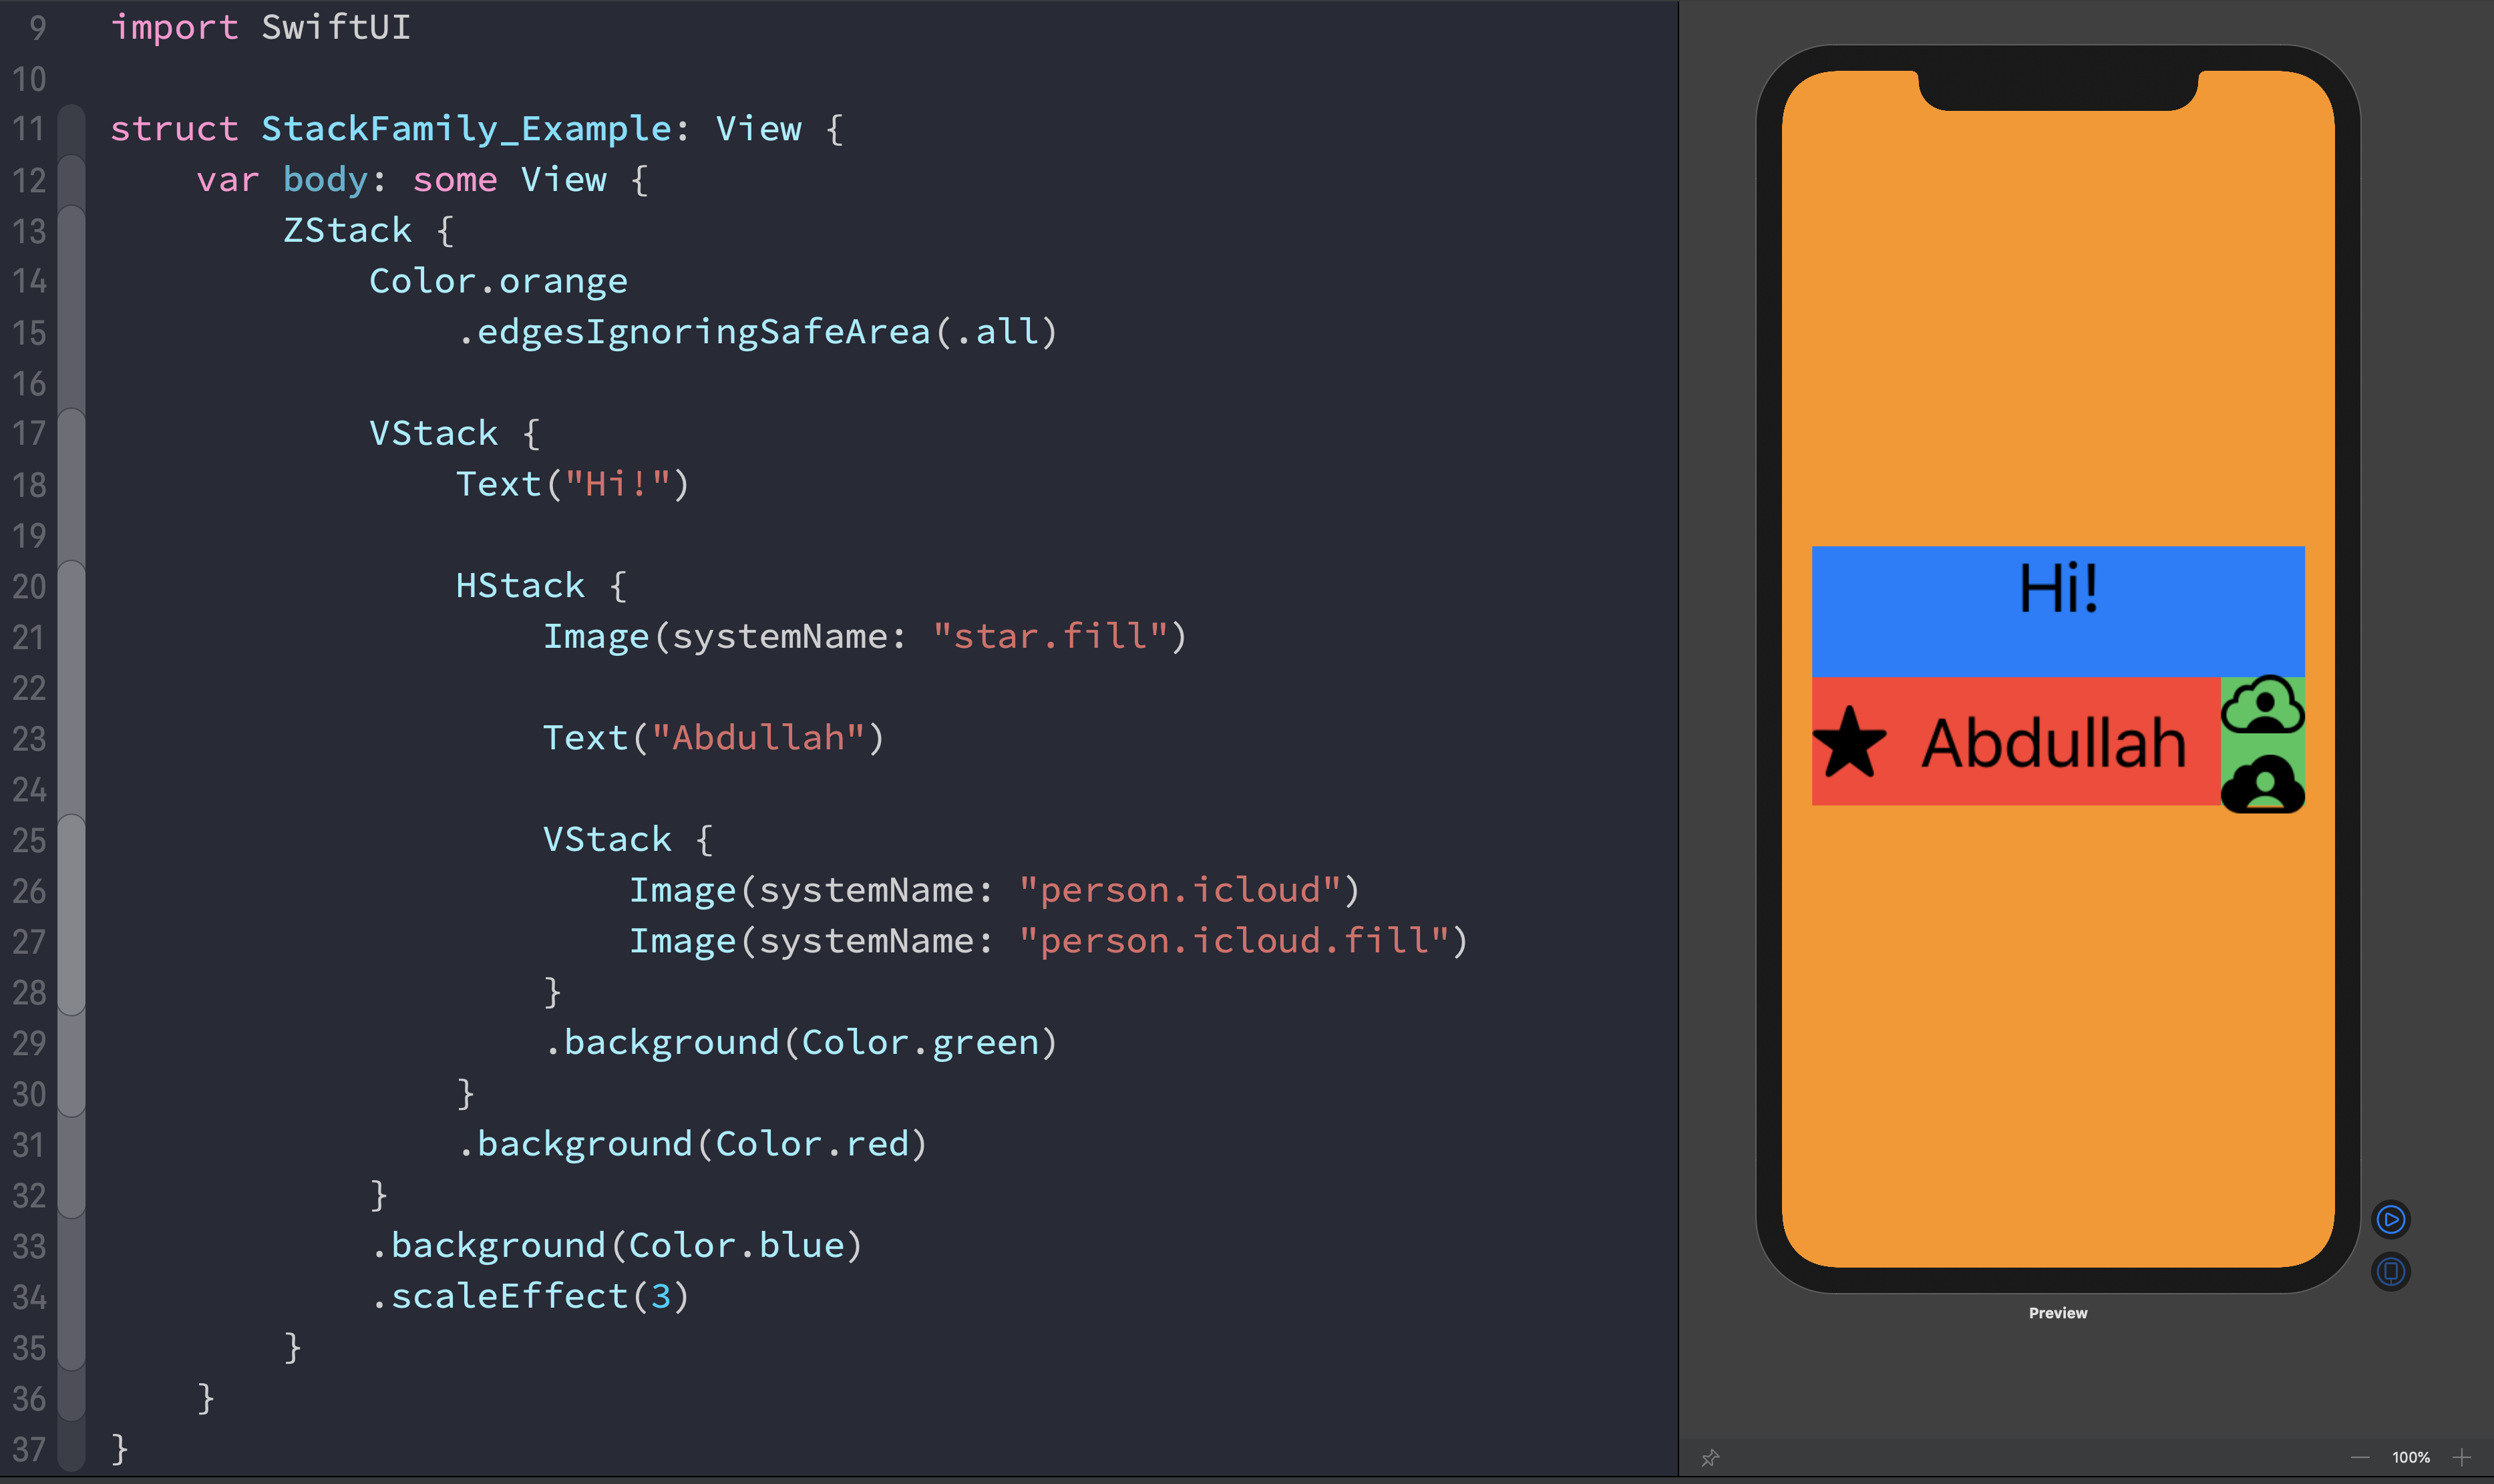 9 import SwiftUI
10
11 struct StackFamily_Example: View {
12 var body: some View {
13 ZStack {
14 Color.orange
15 .edgesIgnoringSafeArea(.all)
16
17 VStack {
18 Text("Hi!")
19
20 HStack {
21 Image(systemName: "star.fill")
22
23 Text("Abdullah")
24
25 VStack {
26 Image(systemName: "person.icloud")
27 Image(systemName: "person.icloud.fill")
28 }
29 .background(Color.green)
30 }
31 .background(Color.red)
32 }
33 .background(Color.blue)
34 .scaleEffect(3)
35 }
36 }
37 }
Hi!
Abdullah
Preview
100%